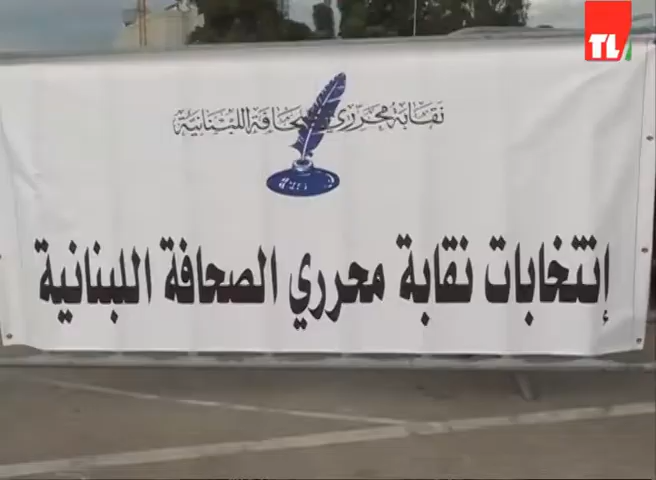 TL
نقابة محرري الصحافة اللبنانية
إنتخابات نقابة محرري الصحافة اللبنانية